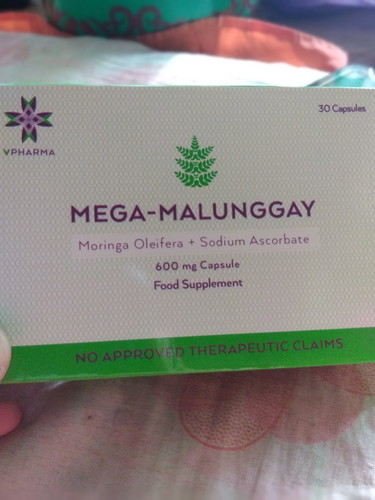 30 Capsules
VPHARMA
MEGA-MALUNGGAY
Moringa Oleifera + Sodium Ascorbate
600 mg Capsule
Food Supplement
NO APPROVED THERAPEUTIC CLAIMS